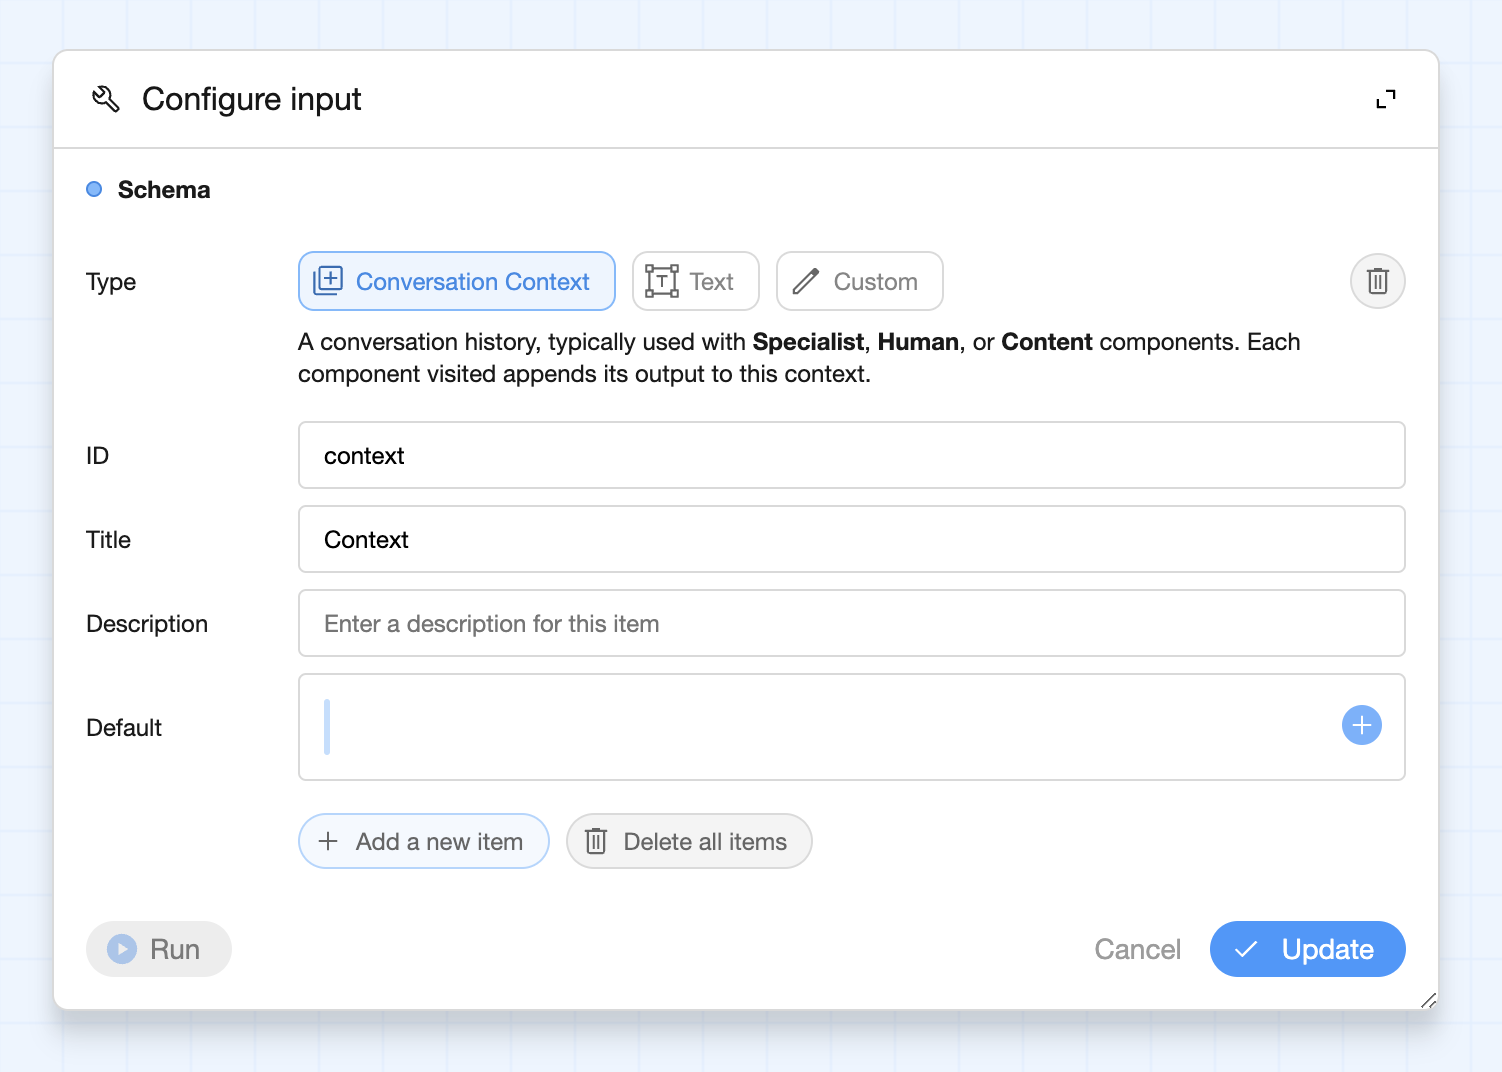 Configure input
Schema
Type
Conversation Context
Text
Custom
A conversation history, typically used with Specialist, Human, or Content components. Each
component visited appends its output to this context.
ID
context
Title
Context
Description
Enter a description for this item
Default
Add a new item
Delete all items
Run
Cancel
Update